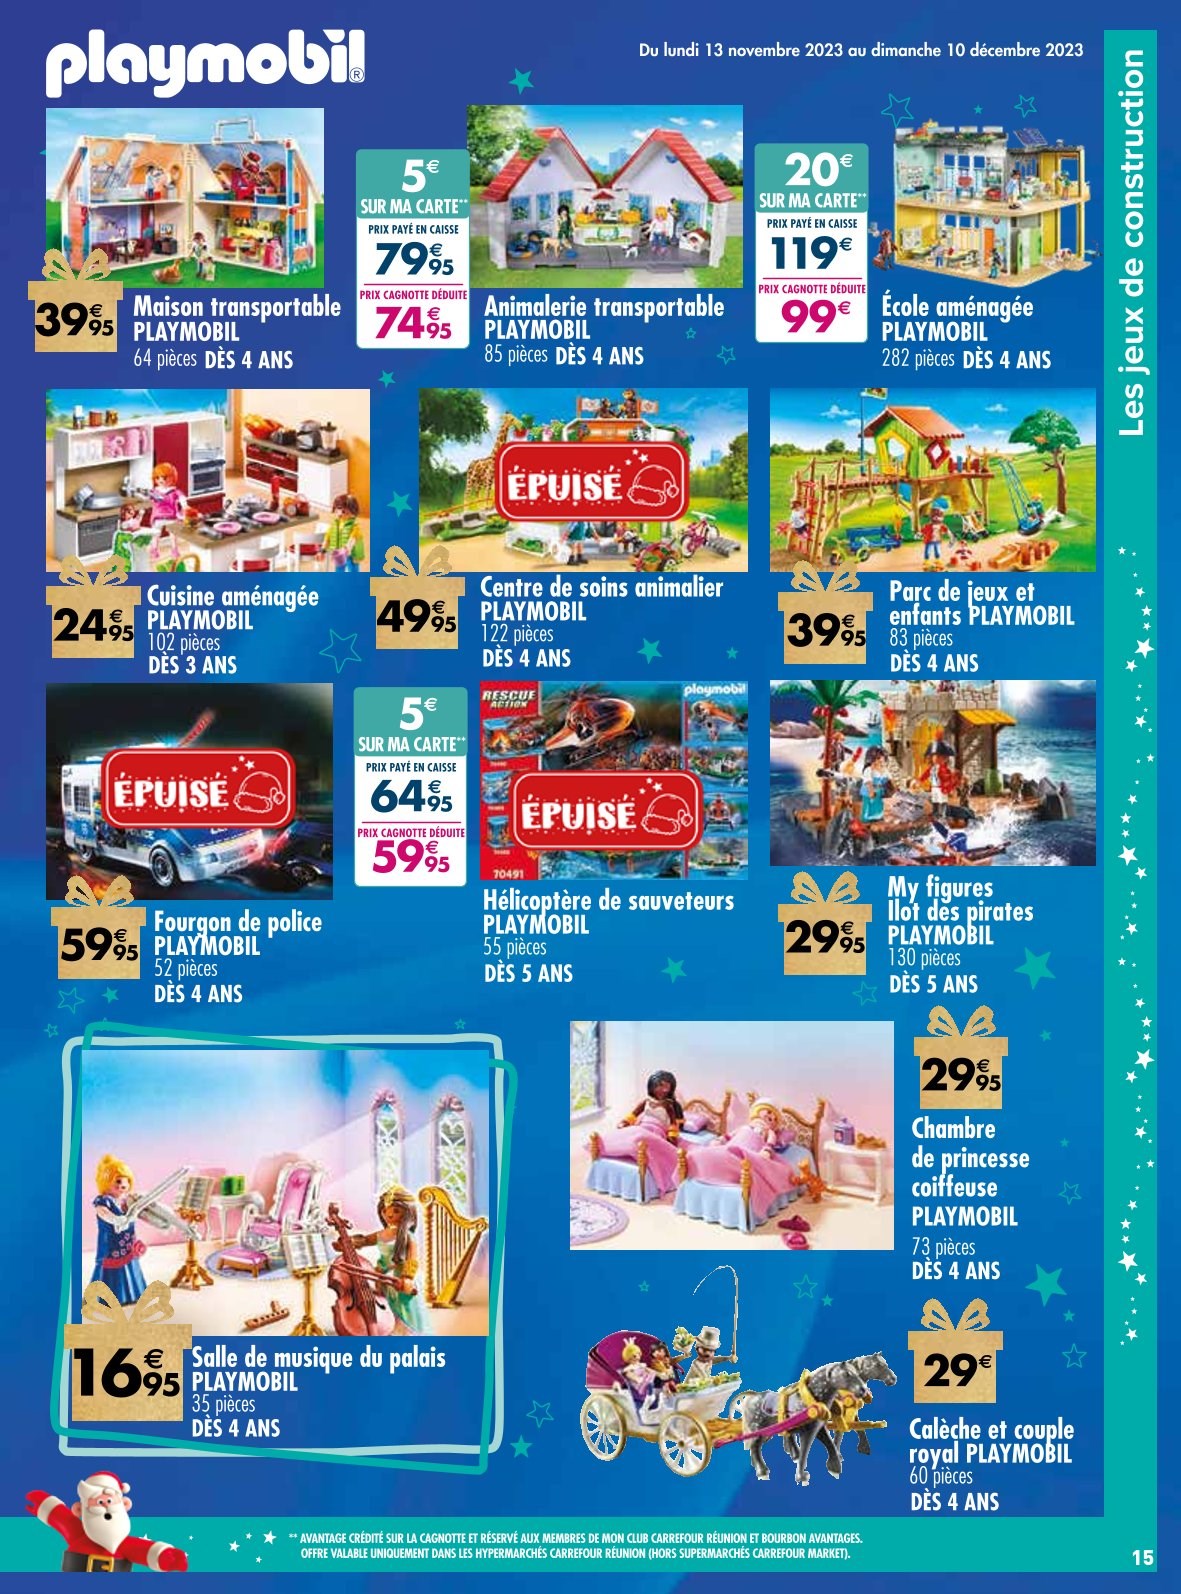 playmobil®
Du lundi 13 novembre 2023 au dimanche 10 décembre 2023
Les jeux de construction
39€95
Maison transportable
PLAYMOBIL
64 pièces DÈS 4 ANS
5€
SUR MA CARTE**
PRIX PAYÉ EN CAISSE
79€95
PRIX CAGNOTTE DÉDUITE
74€95
Animalerie transportable
PLAYMOBIL
85 pièces DÈS 4 ANS
20€
SUR MA CARTE**
PRIX PAYÉ EN CAISSE
119€
PRIX CAGNOTTE DÉDUITE
99€
École aménagée
PLAYMOBIL
282 pièces DÈS 4 ANS
24€95
Cuisine aménagée
PLAYMOBIL
102 pièces
DÈS 3 ANS
ÉPUISÉ
49€95
Centre de soins animalier
PLAYMOBIL
122 pièces
DÈS 4 ANS
39€95
Parc de jeux et
enfants PLAYMOBIL
83 pièces
DÈS 4 ANS
ÉPUISÉ
59€95
Fourgon de police
PLAYMOBIL
52 pièces
DÈS 4 ANS
5€
SUR MA CARTE**
PRIX PAYÉ EN CAISSE
64€95
PRIX CAGNOTTE DÉDUITE
59€95
RESCUE
ACTION
playmobil
ÉPUISÉ
70491
Hélicoptère de sauveteurs
PLAYMOBIL
55 pièces
DÈS 5 ANS
29€95
My figures
Ilot des pirates
PLAYMOBIL
130 pièces
DÈS 5 ANS
16€95
Salle de musique du palais
PLAYMOBIL
35 pièces
DÈS 4 ANS
29€95
Chambre
de princesse
coiffeuse
PLAYMOBIL
73 pièces
DÈS 4 ANS
29€
Calèche et couple
royal PLAYMOBIL
60 pièces
DÈS 4 ANS
** AVANTAGE CRÉDITÉ SUR LA CAGNOTTE ET RÉSERVÉ AUX MEMBRES DE MON CLUB CARREFOUR RÉUNION ET BOURBON AVANTAGES.
OFFRE VALABLE UNIQUEMENT DANS LES HYPERMARCHÉS CARREFOUR RÉUNION (HORS SUPERMARCHÉS CARREFOUR MARKET).
15